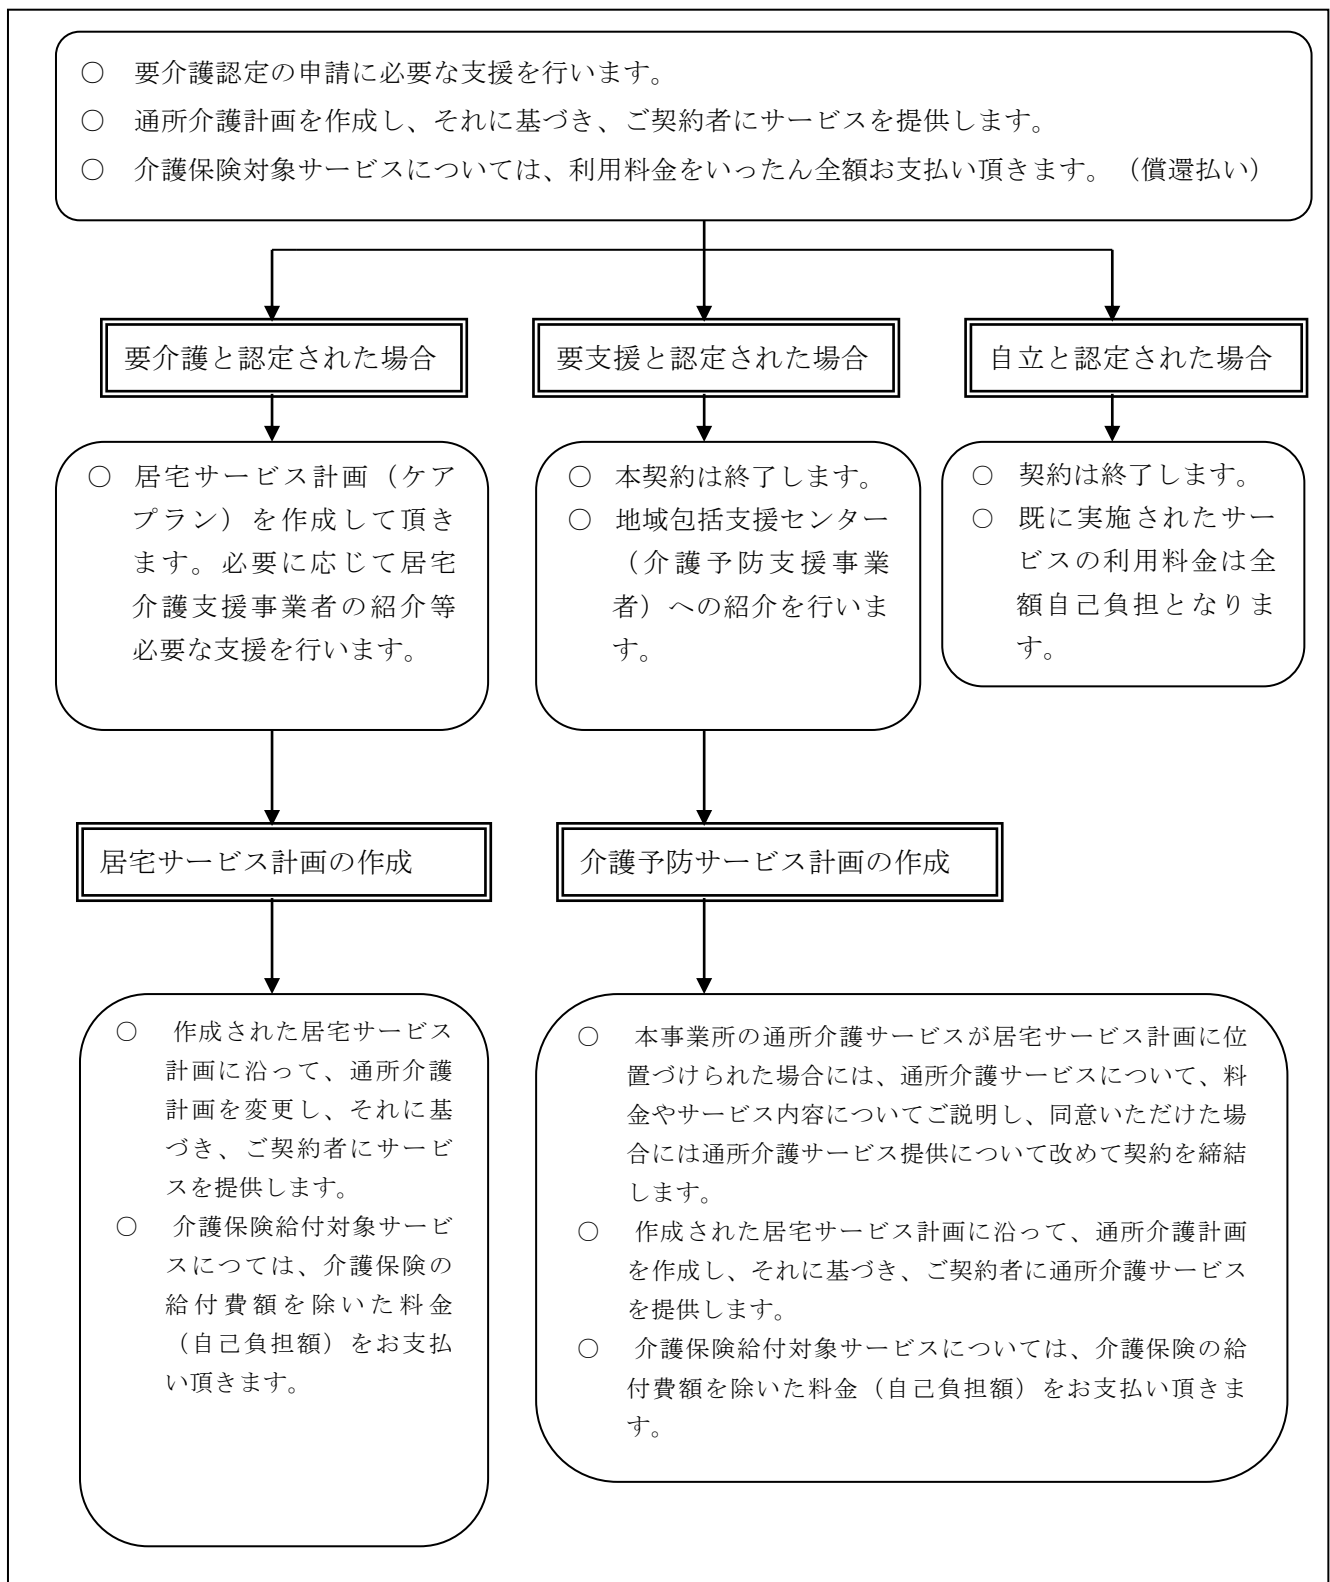 ○ 要介護認定の申請に必要な支援を行います。
○ 通所介護計画を作成し、それに基づき、ご契約者にサービスを提供します。
○ 介護保険対象サービスについては、利用料金をいったん全額お支払い頂きます。（償還払い）
要介護と認定された場合
○ 居宅サービス計画（ケア
プラン）を作成して頂き
ます。必要に応じて居宅
介護支援事業者の紹介等
必要な支援を行います。
居宅サービス計画の作成
○ 作成された居宅サービス
計画に沿って、通所介護
計画を変更し、それに基
づき、ご契約者にサービ
スを提供します。
○ 介護保険給付対象サービ
スにつては、介護保険の
給付費額を除いた料金
（自己負担額）をお支払
い頂きます。
要支援と認定された場合
○ 本契約は終了します。
○ 地域包括支援センター
（介護予防支援事業
者）への紹介を行いま
す。
介護予防サービス計画の作成
○ 本事業所の通所介護サービスが居宅サービス計画に位
置づけられた場合には、通所介護サービスについて、料
金やサービス内容についてご説明し、同意いただけた場
合には通所介護サービス提供について改めて契約を締結
します。
○ 作成された居宅サービス計画に沿って、通所介護計画
を作成し、それに基づき、ご契約者に通所介護サービス
を提供します。
○ 介護保険給付対象サービスについては、介護保険の給
付費額を除いた料金（自己負担額）をお支払い頂きま
す。
自立と認定された場合
○ 契約は終了します。
○ 既に実施されたサー
ビスの利用料金は全
額自己負担となりま
す。